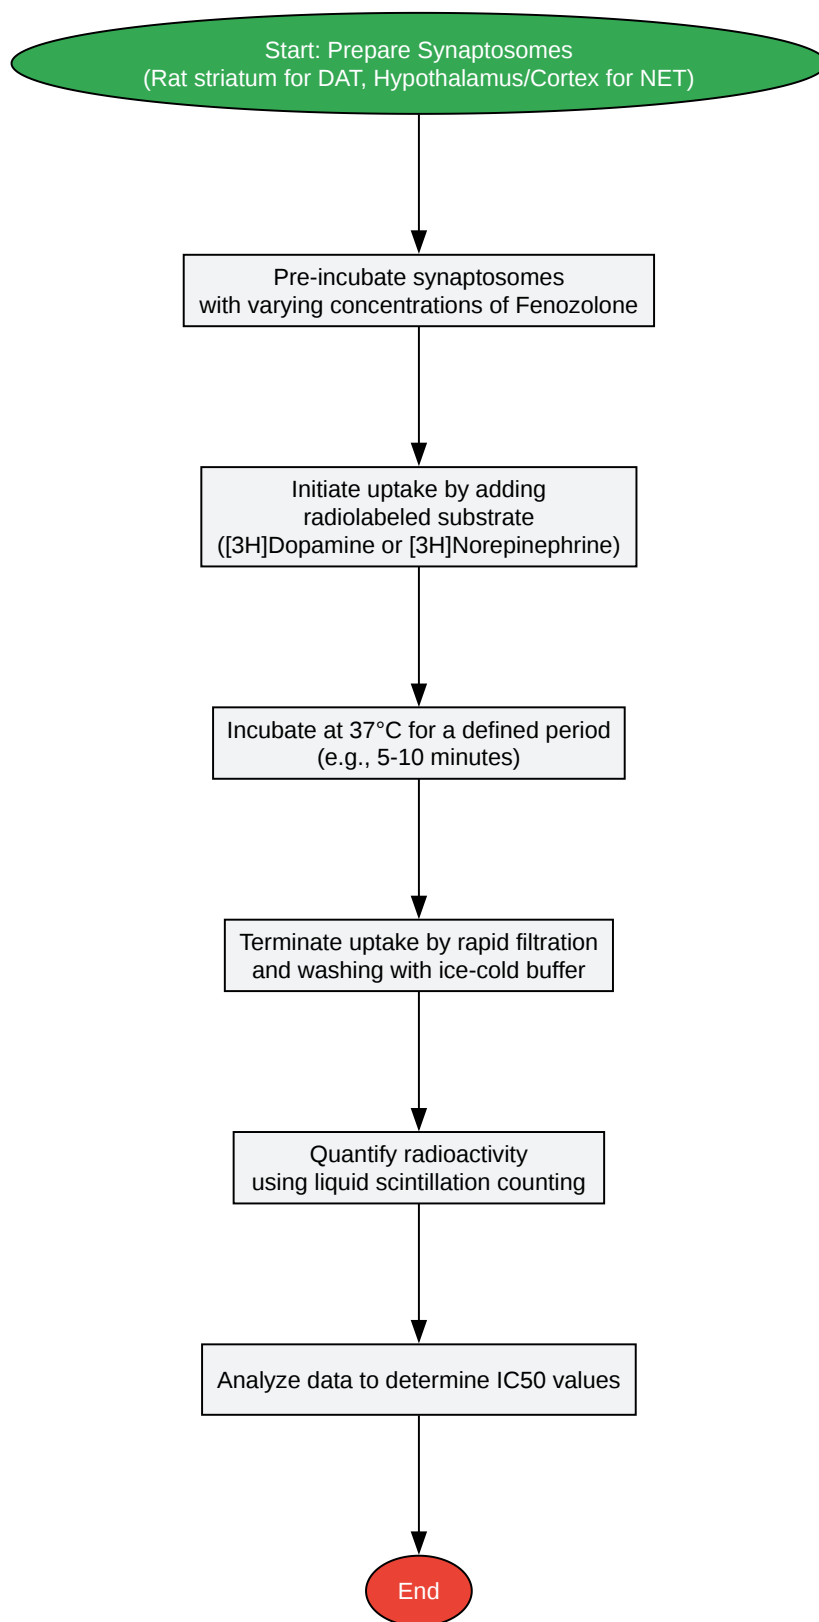 Start: Prepare Synaptosomes
(Rat striatum for DAT, Hypothalamus/Cortex for NET)
Pre-incubate synaptosomes
with varying concentrations of Fenozolone
Initiate uptake by adding
radiolabeled substrate
([3H]Dopamine or [3H]Norepinephrine)
Incubate at 37°C for a defined period
(e.g., 5-10 minutes)
Terminate uptake by rapid filtration
and washing with ice-cold buffer
Quantify radioactivity
using liquid scintillation counting
Analyze data to determine IC50 values
End